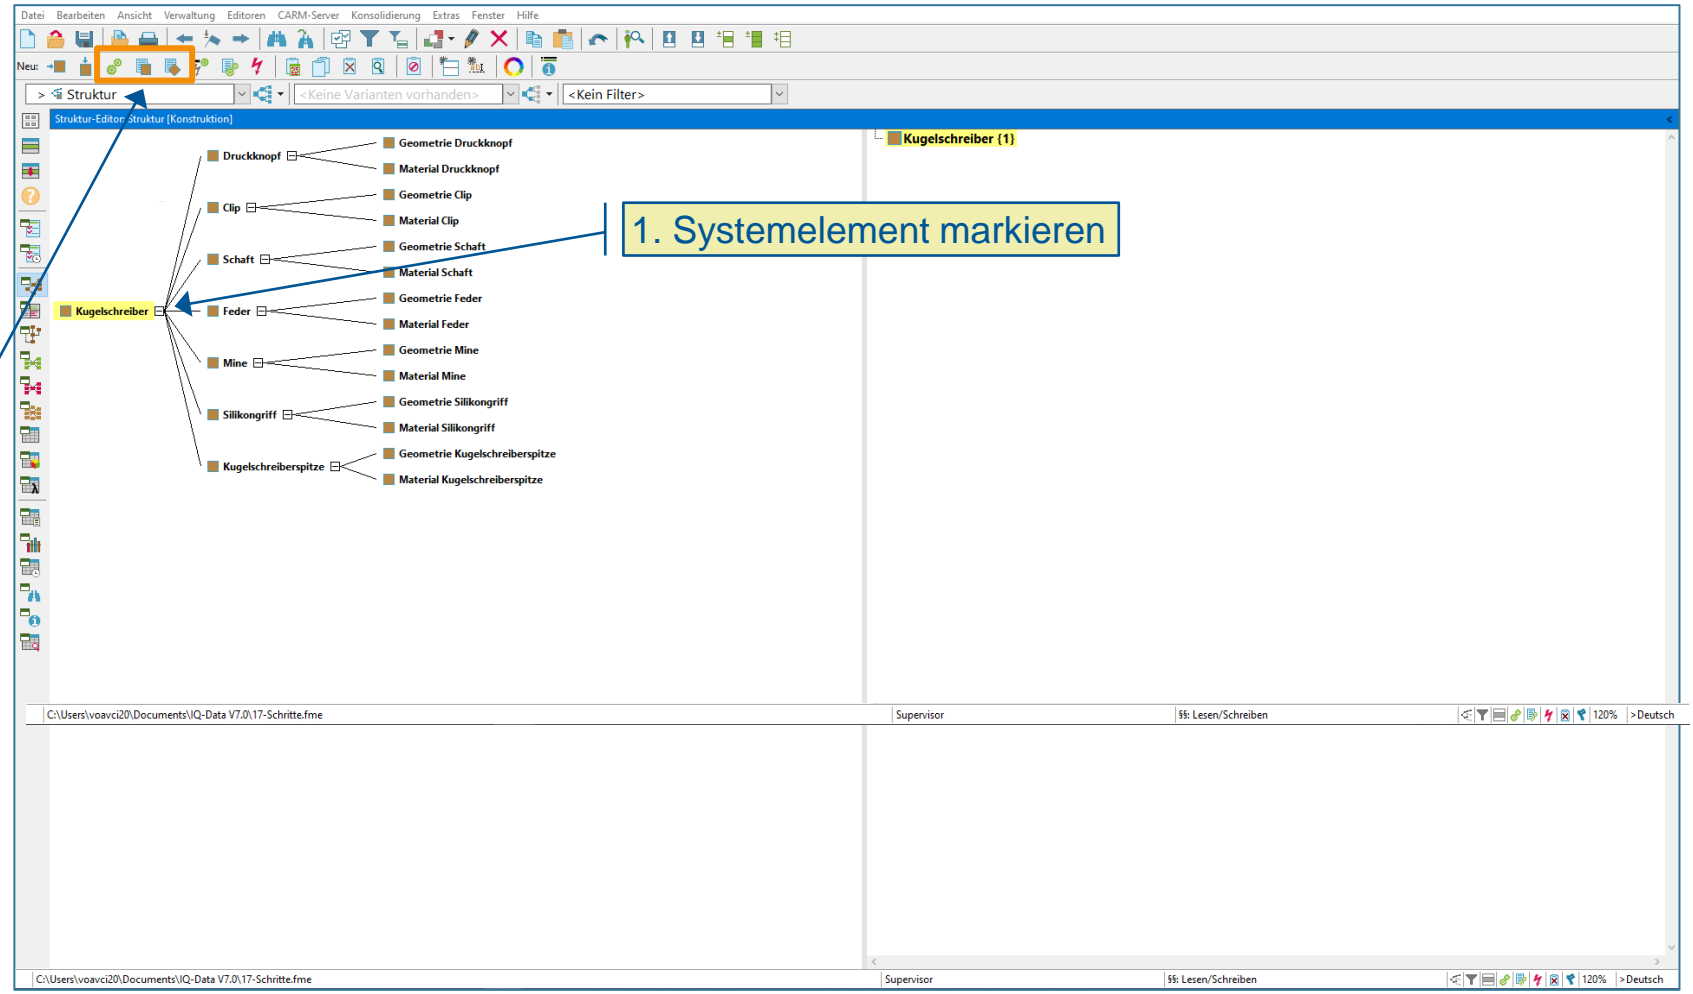 Datei Bearbeiten Ansicht Verwaltung Editoren CARM-Server Konsolidierung Extras Fenster Hilfe
Neu:
> Struktur <Keine Varianten vorhanden> <Kein Filter>
Struktur-Editor: Struktur [Konstruktion]
Kugelschreiber {1}
Geometrie Druckknopf
Druckknopf
Material Druckknopf
Geometrie Clip
Clip
Material Clip
1. Systemelement markieren
Geometrie Schaft
Schaft
Material Schaft
Geometrie Feder
Kugelschreiber
Feder
Material Feder
Geometrie Mine
Mine
Material Mine
Geometrie Silikongriff
Silikongriff
Material Silikongriff
Geometrie Kugelschreiberspitze
Kugelschreiberspitze
Material Kugelschreiberspitze
C:\Users\voavci20\Documents\IQ-Data V7.0\17-Schritte.fme Supervisor §§: Lesen/Schreiben 120% >Deutsch
C:\Users\voavci20\Documents\IQ-Data V7.0\17-Schritte.fme Supervisor §§: Lesen/Schreiben 120% >Deutsch